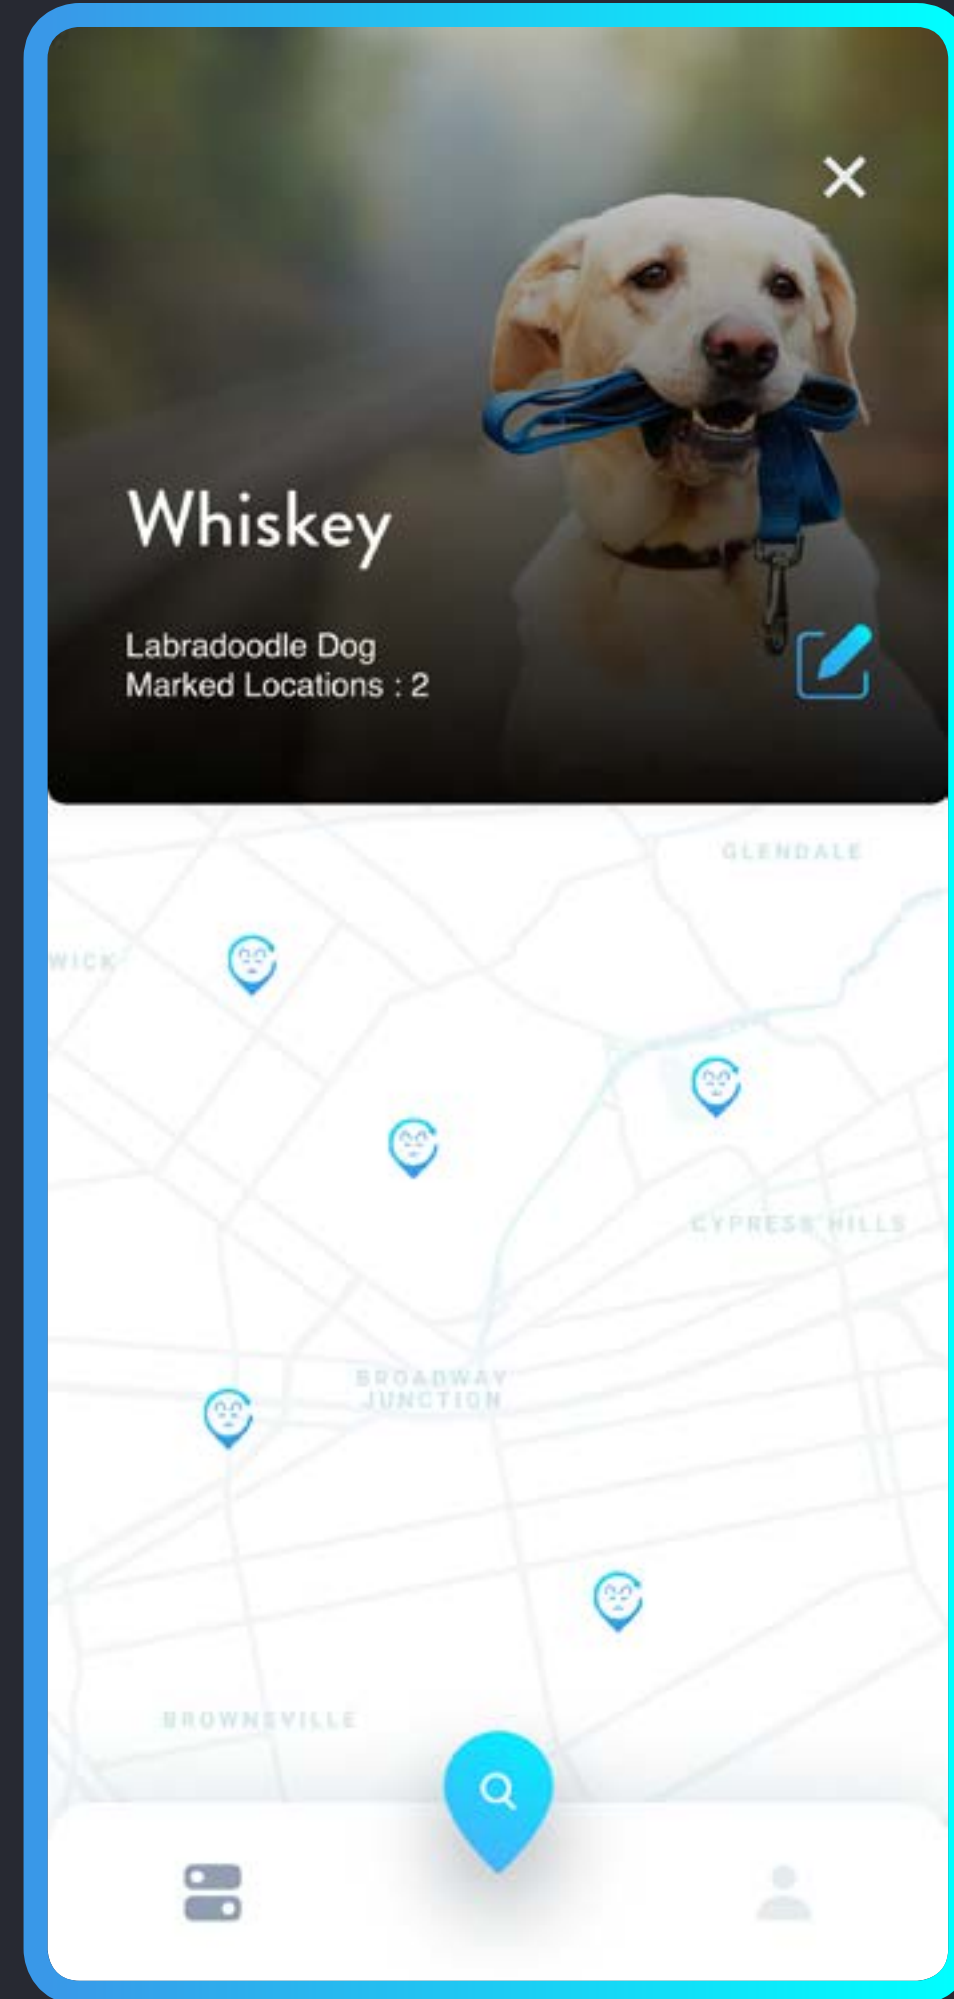 Whiskey
Labradoodle Dog
Marked Locations : 2
GLENDALE
WICK
CYPRESS HILLS
BROADWAY
JUNCTION
BROWNSVILLE